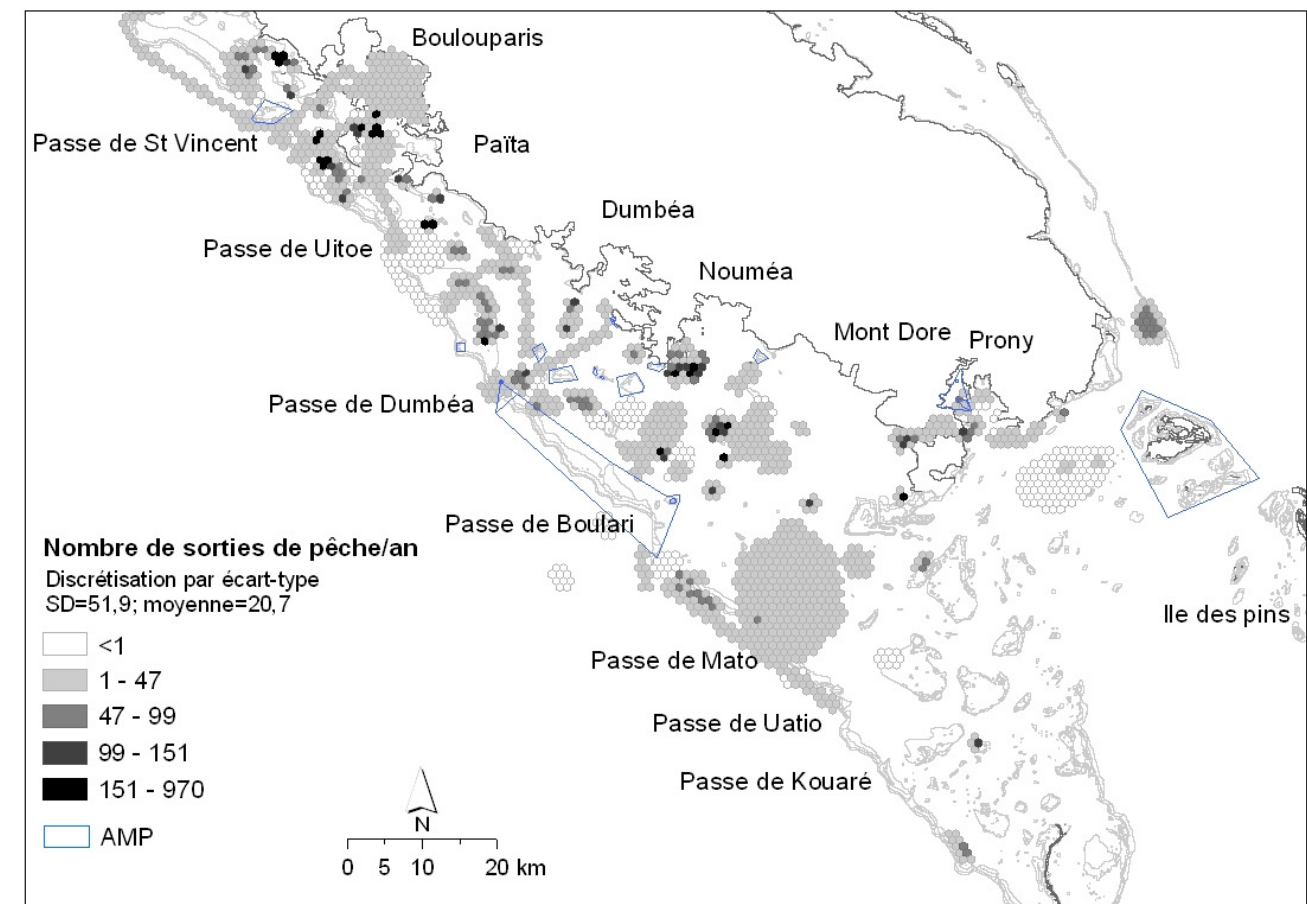 Boulouparis
Passe de St Vincent
Païta
Dumbéa
Passe de Uitoe
Nouméa
Mont Dore
Prony
Passe de Dumbéa
Passe de Boulari
Nombre de sorties de pêche/an
Discrétisation par écart-type
SD=51,9; moyenne=20,7
<1
1 - 47
47 - 99
99 - 151
151 - 970
AMP
Ile des pins
Passe de Mato
Passe de Uatio
Passe de Kouaré
N
0 5 10 20 km